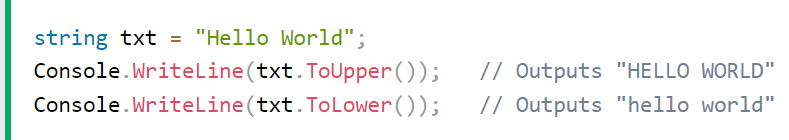 string txt = "Hello World";
Console.WriteLine(txt.ToUpper());   // Outputs "HELLO WORLD"
Console.WriteLine(txt.ToLower());   // Outputs "hello world"